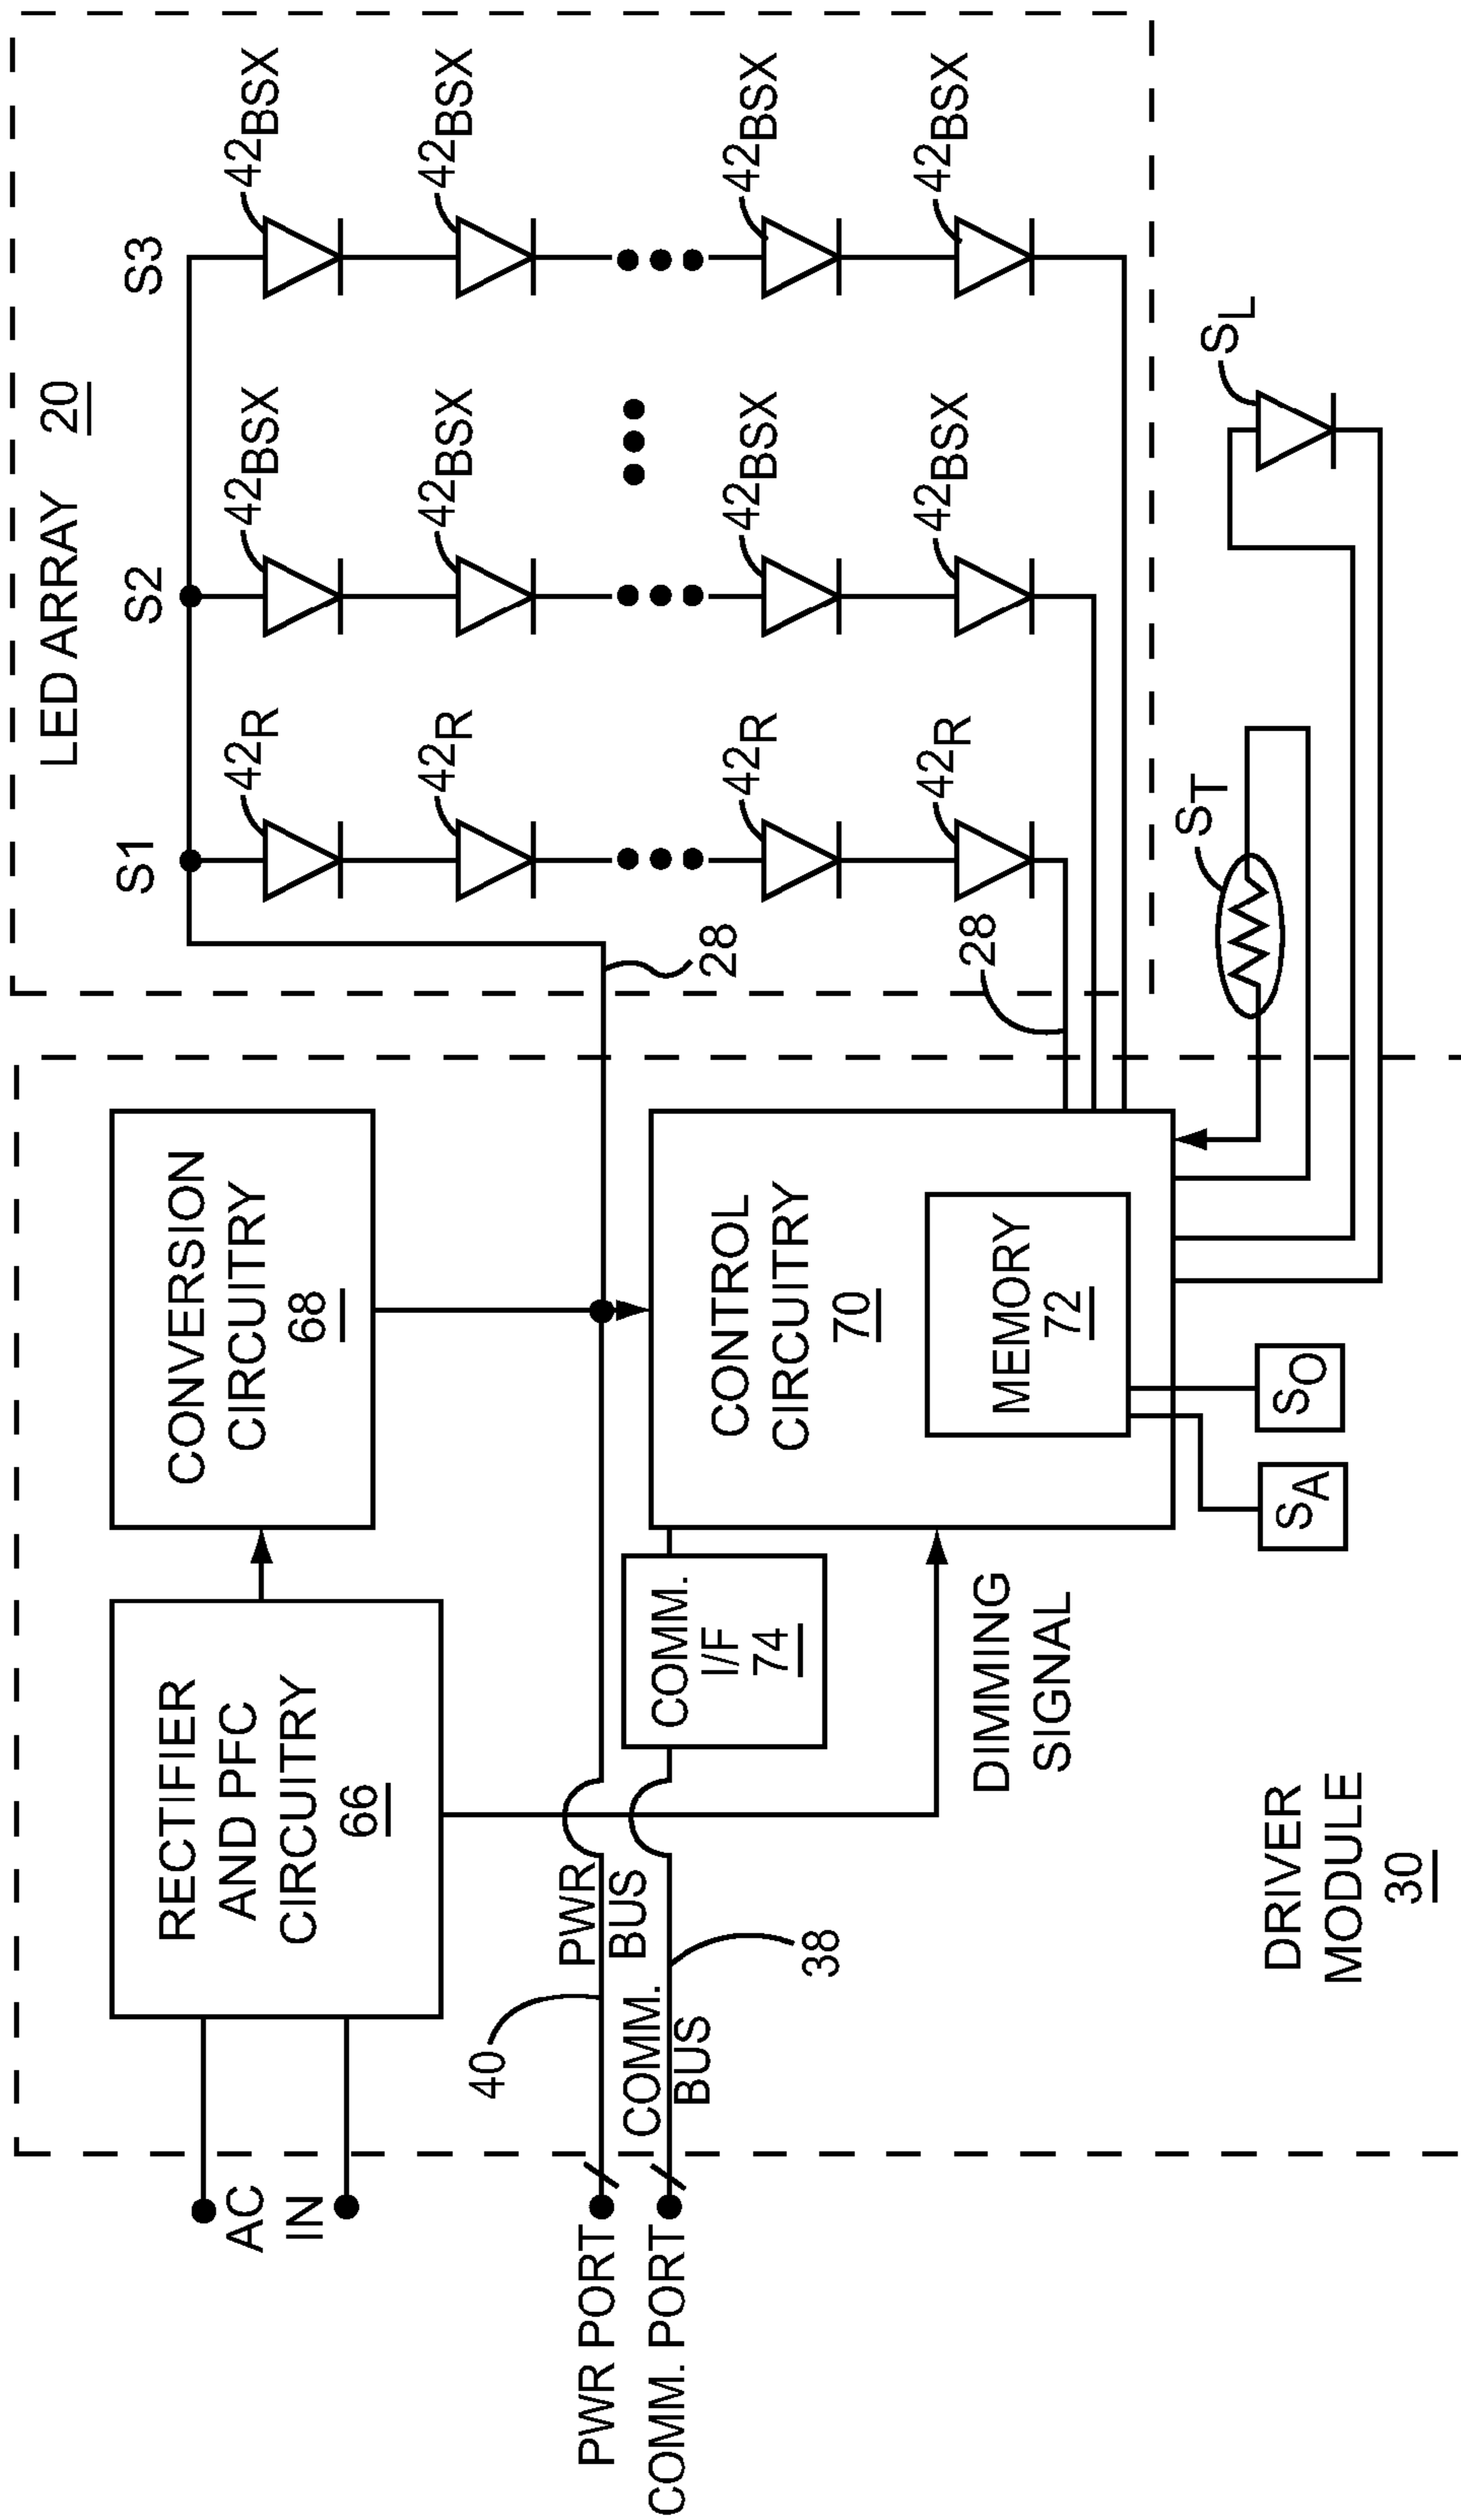 LED ARRAY 20
S1
S2
S3
42R
42BSX
42BSX
42R
42BSX
42BSX
42R
42BSX
42BSX
42R
42BSX
42BSX
28
28
ST
SL
CONVERSION
CIRCUITRY
68
RECTIFIER
AND PFC
CIRCUITRY
66
AC
IN
CONTROL
CIRCUITRY
70
MEMORY
72
COMM.
I/F
74
PWR
BUS
40
COMM.
BUS
38
PWR PORT
COMM. PORT
DIMMING
SIGNAL
SA
SO
DRIVER
MODULE
30